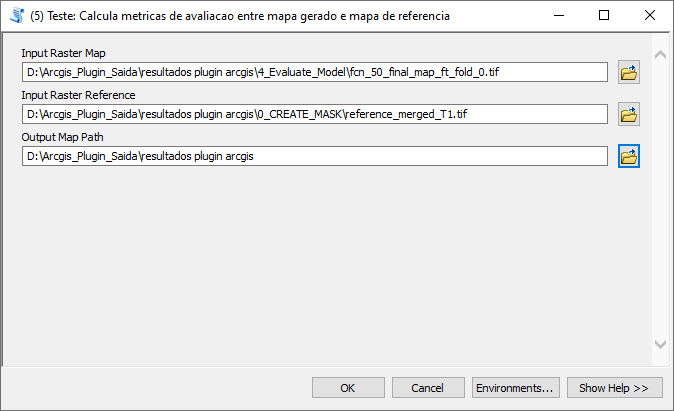 (5) Teste: Calcula metricas de avaliacao entre mapa gerado e mapa de referencia
Input Raster Map
D:\Arcgis_Plugin_Saida\resultados plugin arcgis\4_Evaluate_Model\fcn_50_final_map_ft_fold_0.tif
Input Raster Reference
D:\Arcgis_Plugin_Saida\resultados plugin arcgis\0_CREATE_MASK\reference_merged_T1.tif
Output Map Path
D:\Arcgis_Plugin_Saida\resultados plugin arcgis
OK Cancel Environments... Show Help >>